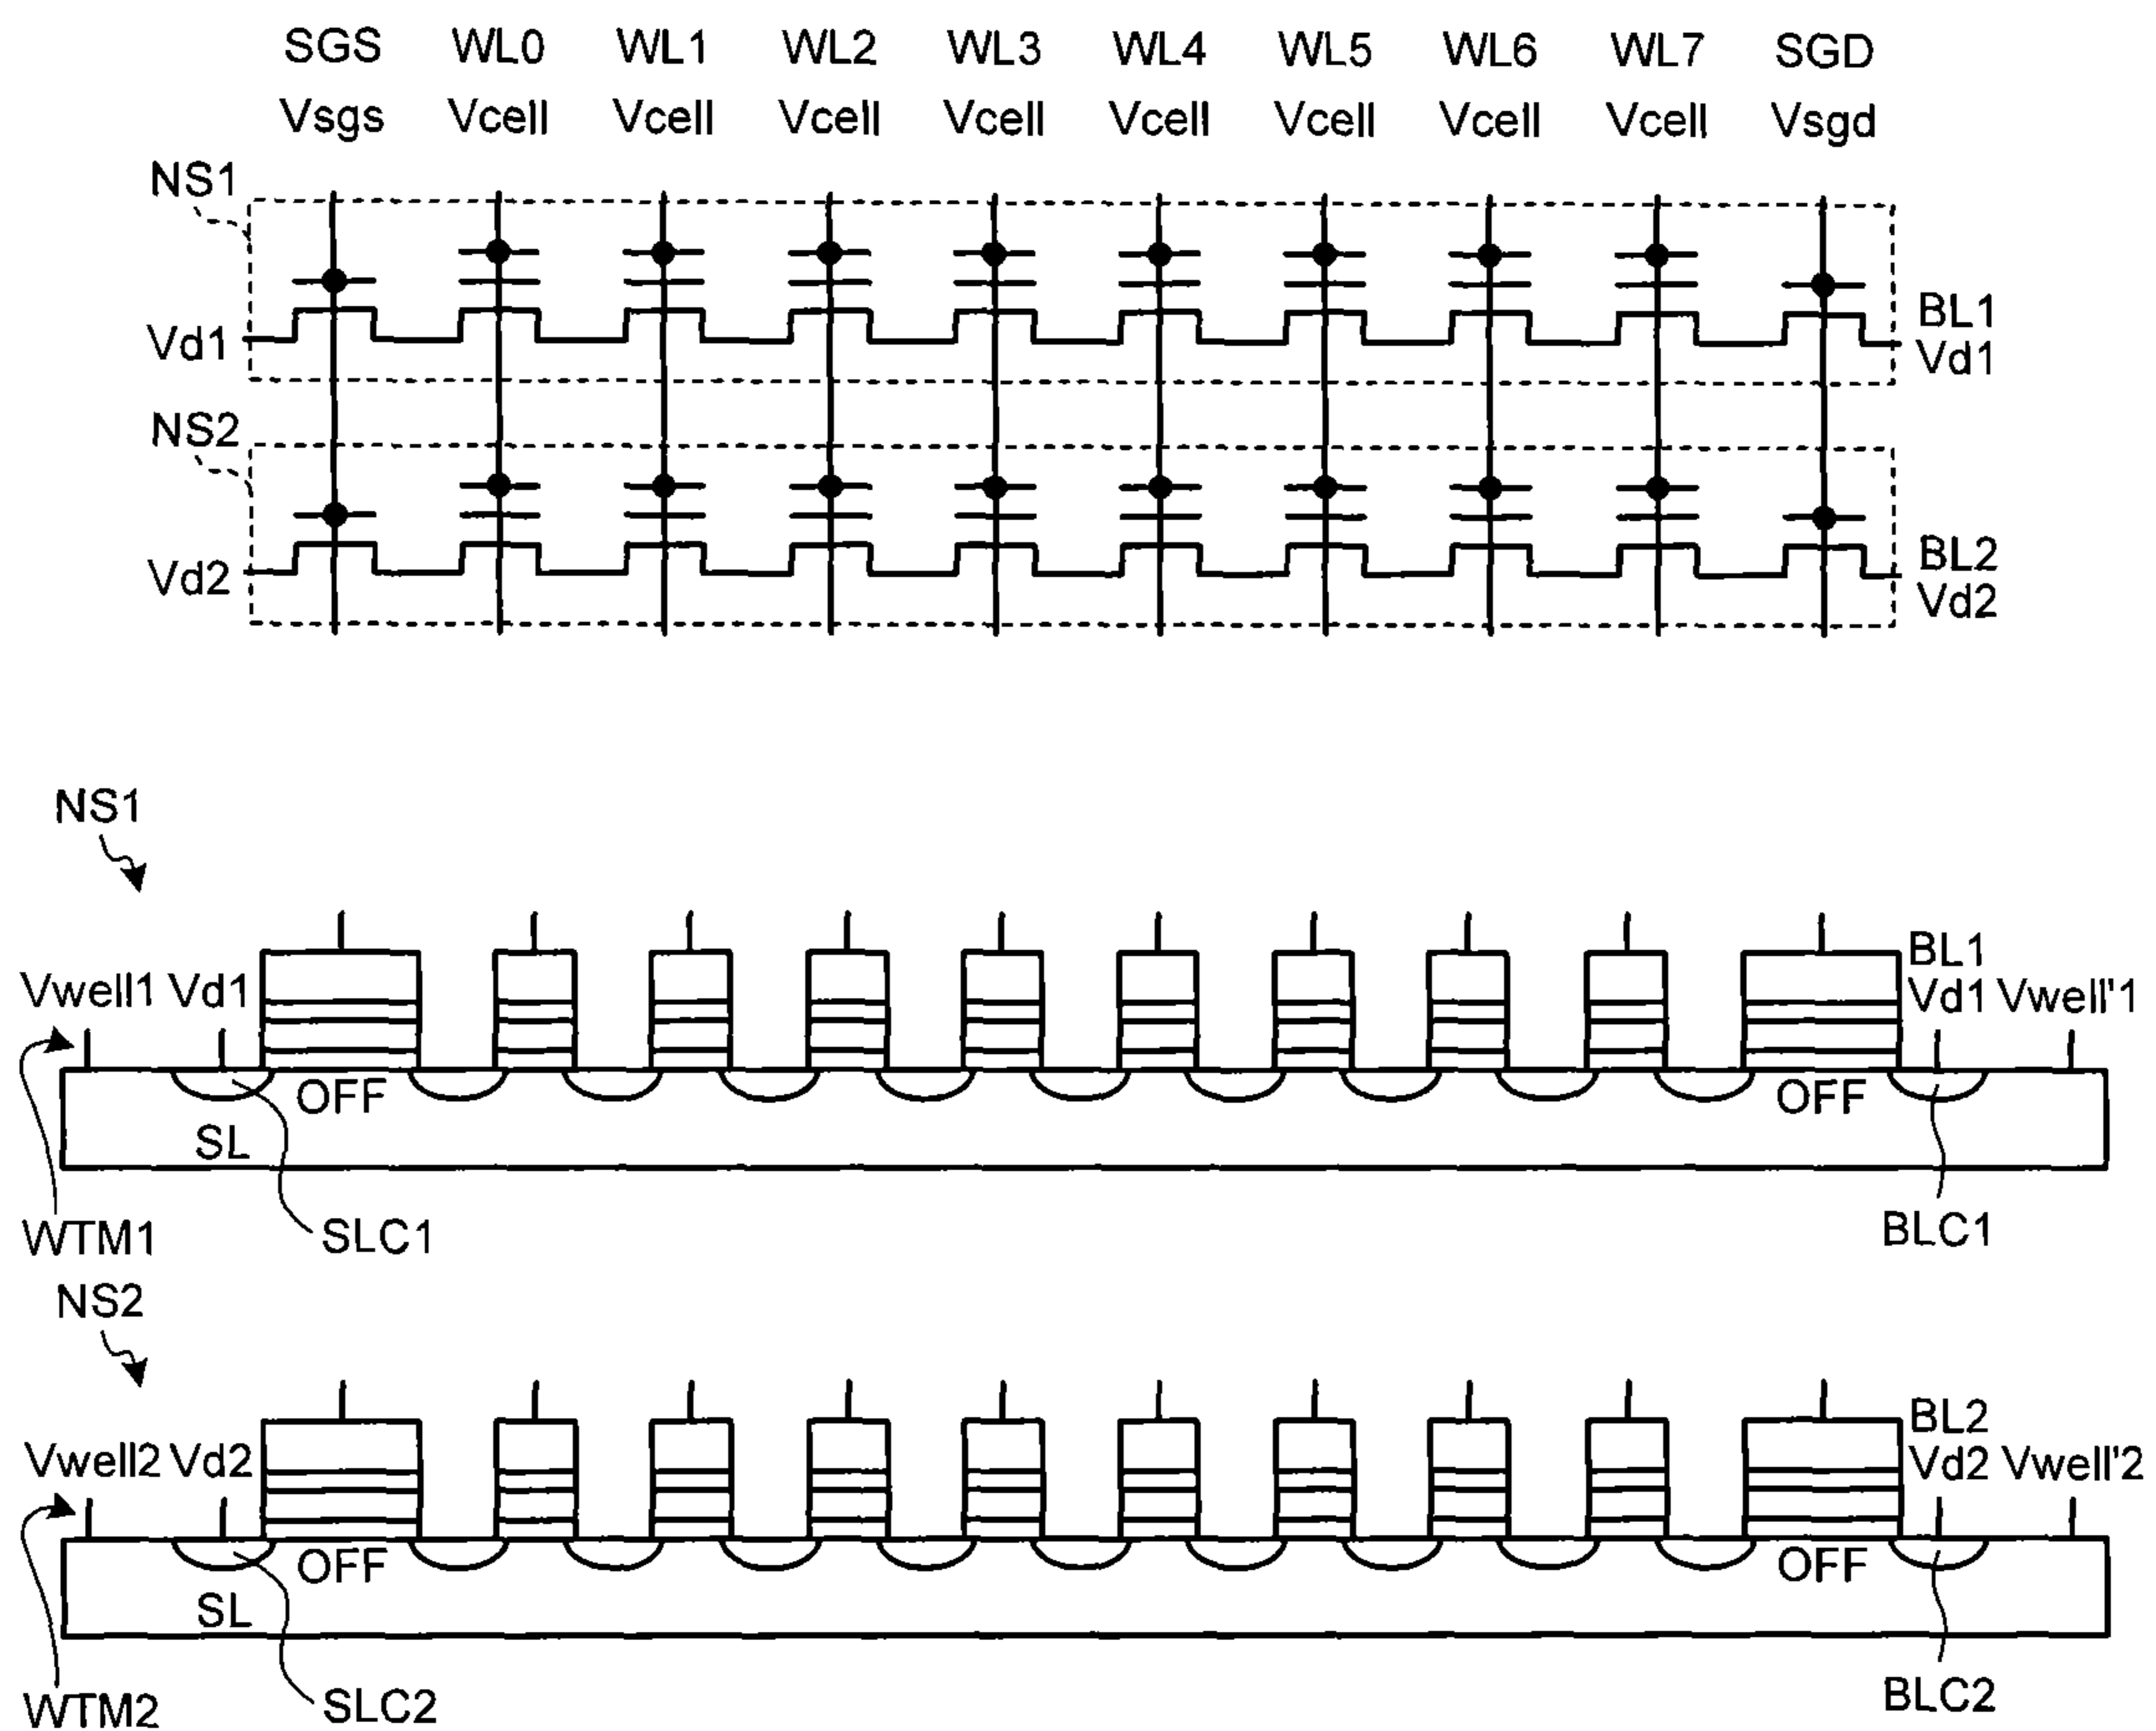 SGS WL0 WL1 WL2 WL3 WL4 WL5 WL6 WL7 SGD
Vsgs Vcell Vcell Vcell Vcell Vcell Vcell Vcell Vcell Vsgd
NS1
BL1
Vd1 Vd1
NS2
BL2
Vd2 Vd2
NS1
BL1
Vwell1 Vd1 Vd1 Vwell'1
OFF OFF
SL
WTM1 SLC1 BLC1
NS2
BL2
Vwell2 Vd2 Vd2 Vwell'2
OFF OFF
SL
WTM2 SLC2 BLC2